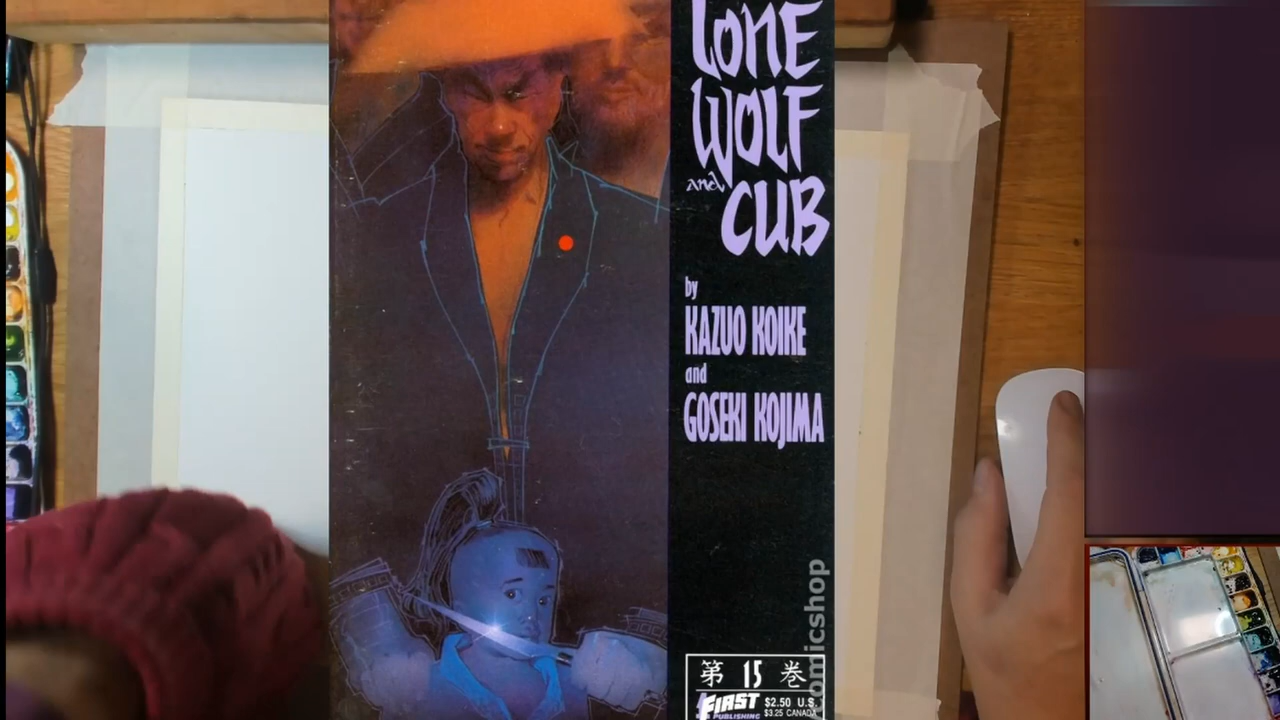 LONE
WOLF
and
CUB
by
KAZUO KOIKE
and
GOSEKI KOJIMA
第 15 巻
FIRST
PUBLISHING
$2.50 U.S.
$3.25 CANADA
omicshop